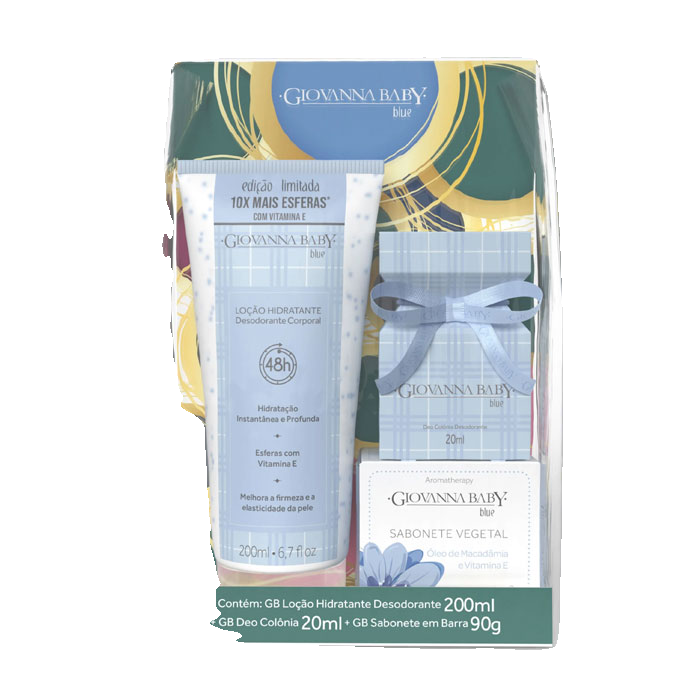 GIOVANNA BABY
blue
edição limitada
10X MAIS ESFERAS*
COM VITAMINA E
GIOVANNA BABY
blue
LOÇÃO HIDRATANTE
Desodorante Corporal
48h
Hidratação
Instantânea e Profunda
Esferas com
Vitamina E
Melhora a firmeza e a
elasticidade da pele
200ml • 6,7 fl oz
GIOVANNA BABY
blue
Deo Colônia Desodorante
20ml
Aromatherapy
GIOVANNA BABY
blue
SABONETE VEGETAL
Óleo de Macadâmia
e Vitamina E
Contém: GB Loção Hidratante Desodorante 200ml
+ GB Deo Colônia 20ml + GB Sabonete em Barra 90g